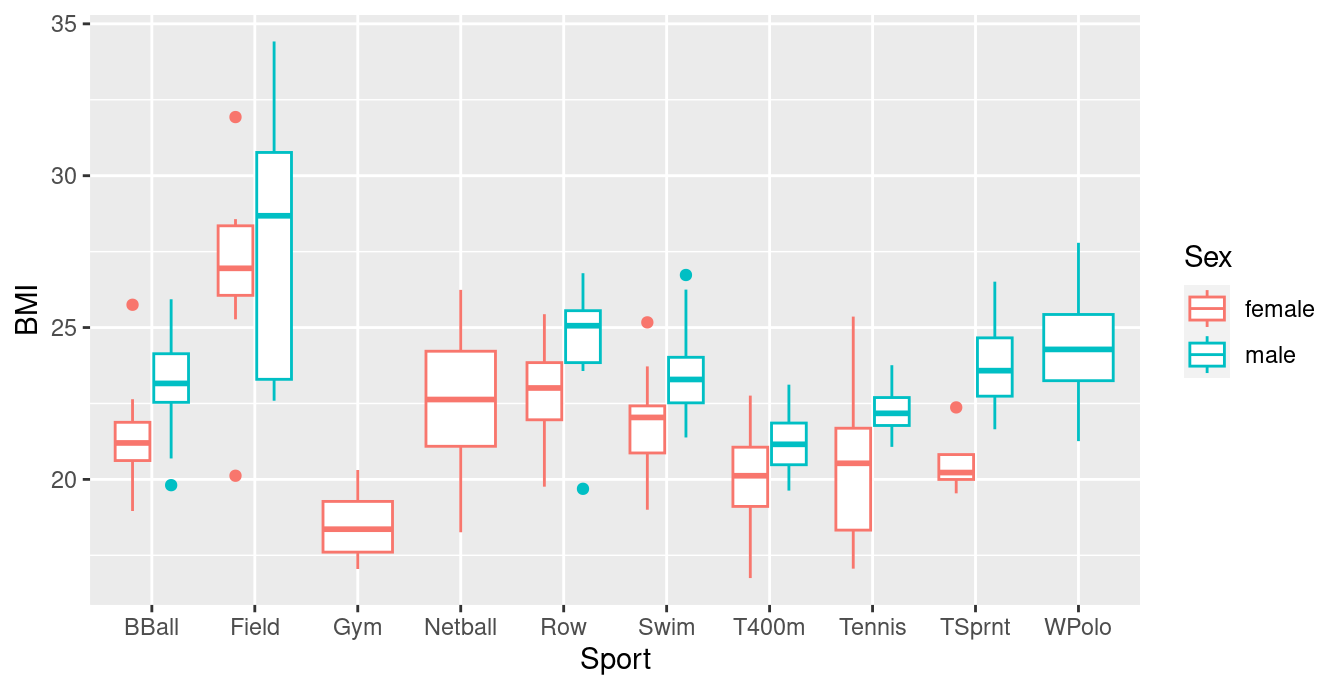 35
30
25
20
BMI
BBall Field Gym Netball Row Swim T400m Tennis TSprnt WPolo
Sport
Sex
female
male